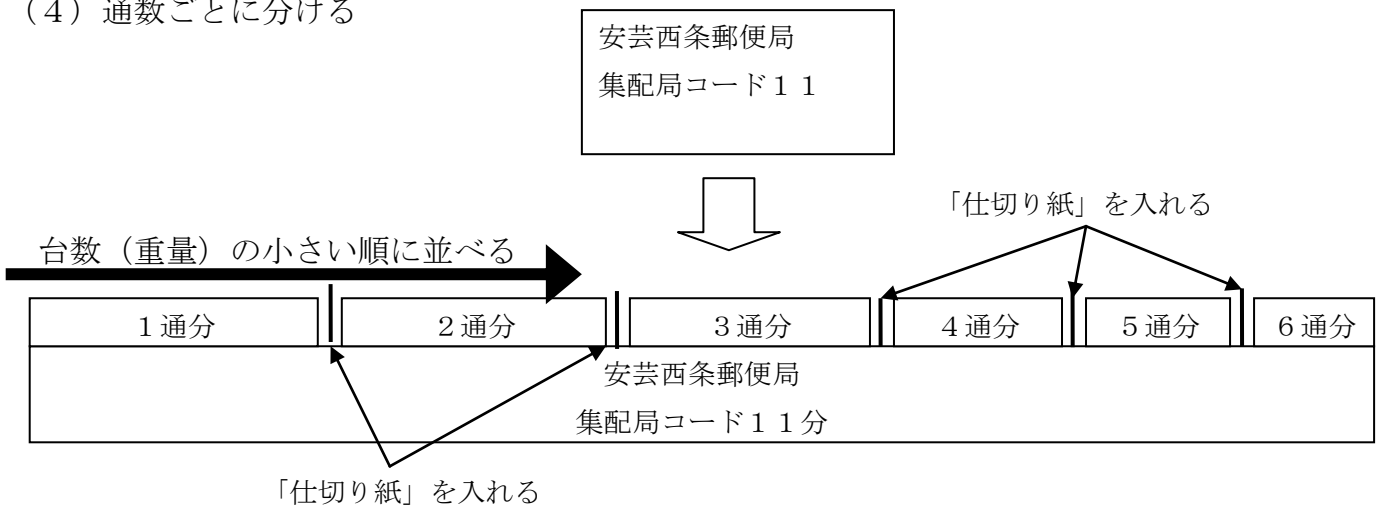 （４）通数ごとに分ける
安芸西条郵便局
集配局コード１１
「仕切り紙」を入れる
台数（重量）の小さい順に並べる
１通分
２通分
３通分
４通分
５通分
６通分
安芸西条郵便局
集配局コード１１分
「仕切り紙」を入れる